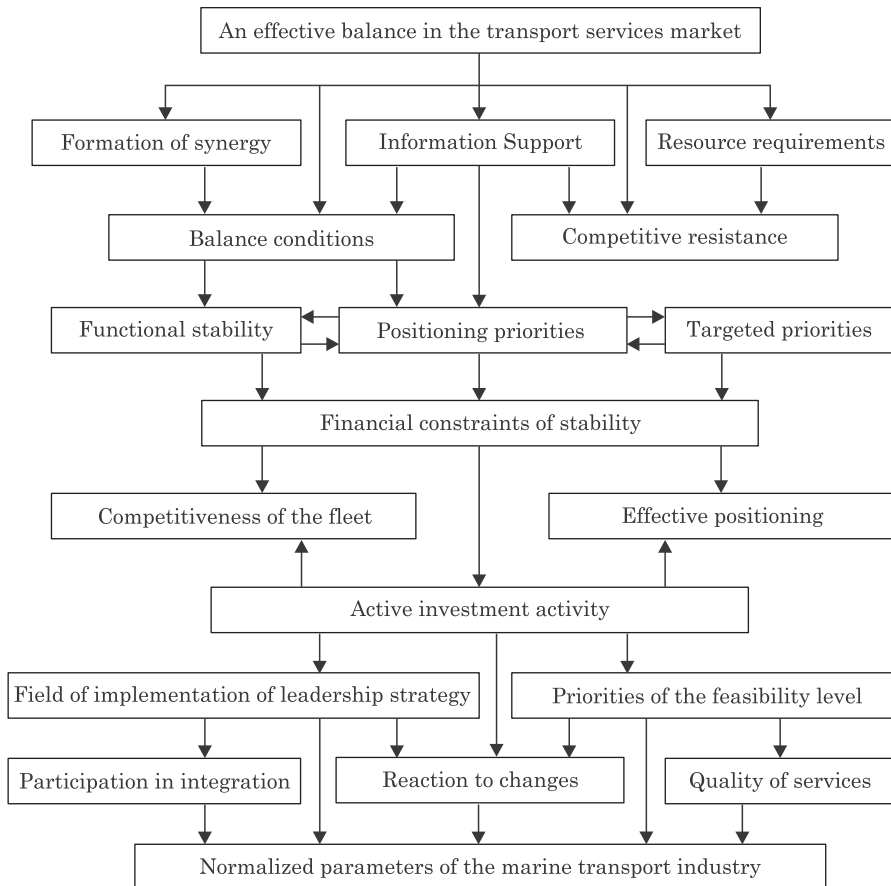 An effective balance in the transport services market
Formation of synergy
Information Support
Resource requirements
Balance conditions
Competitive resistance
Functional stability
Positioning priorities
Targeted priorities
Financial constraints of stability
Competitiveness of the fleet
Effective positioning
Active investment activity
Field of implementation of leadership strategy
Priorities of the feasibility level
Participation in integration
Reaction to changes
Quality of services
Normalized parameters of the marine transport industry